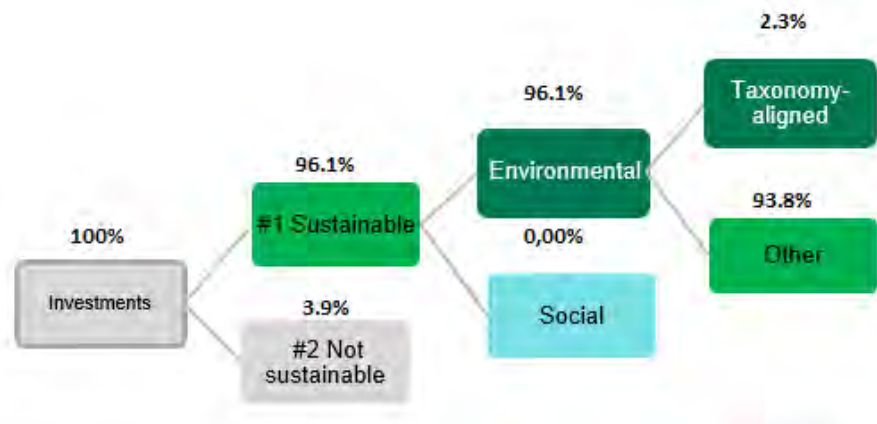 2.3%
Taxonomy-
aligned
96.1%
Environmental
96.1%
#1 Sustainable
93.8%
Other
100%
Investments
0,00%
Social
3.9%
#2 Not
sustainable